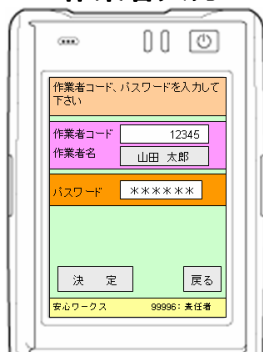 作業者コード、パスワードを入力して
下さい
作業者コード 12345
作業者名 山田 太郎
パスワード ******
決 定 戻る
安心ワークス 99996：責任者